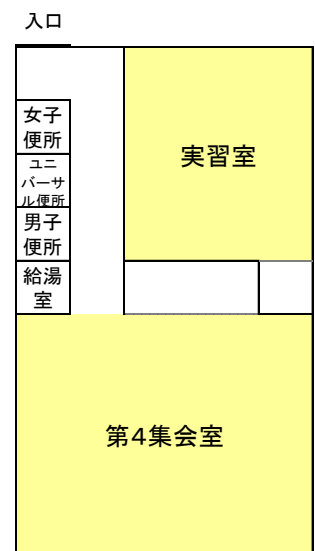 入口
女子
便所
実習室
ユニ
バーサ
ル便所
男子
便所
給湯
室
第4集会室